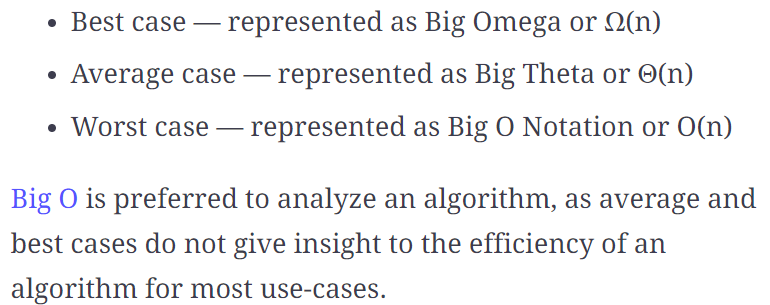 • Best case — represented as Big Omega or Ω(n)
• Average case — represented as Big Theta or Θ(n)
• Worst case — represented as Big O Notation or O(n)
Big O is preferred to analyze an algorithm, as average and
best cases do not give insight to the efficiency of an
algorithm for most use-cases.